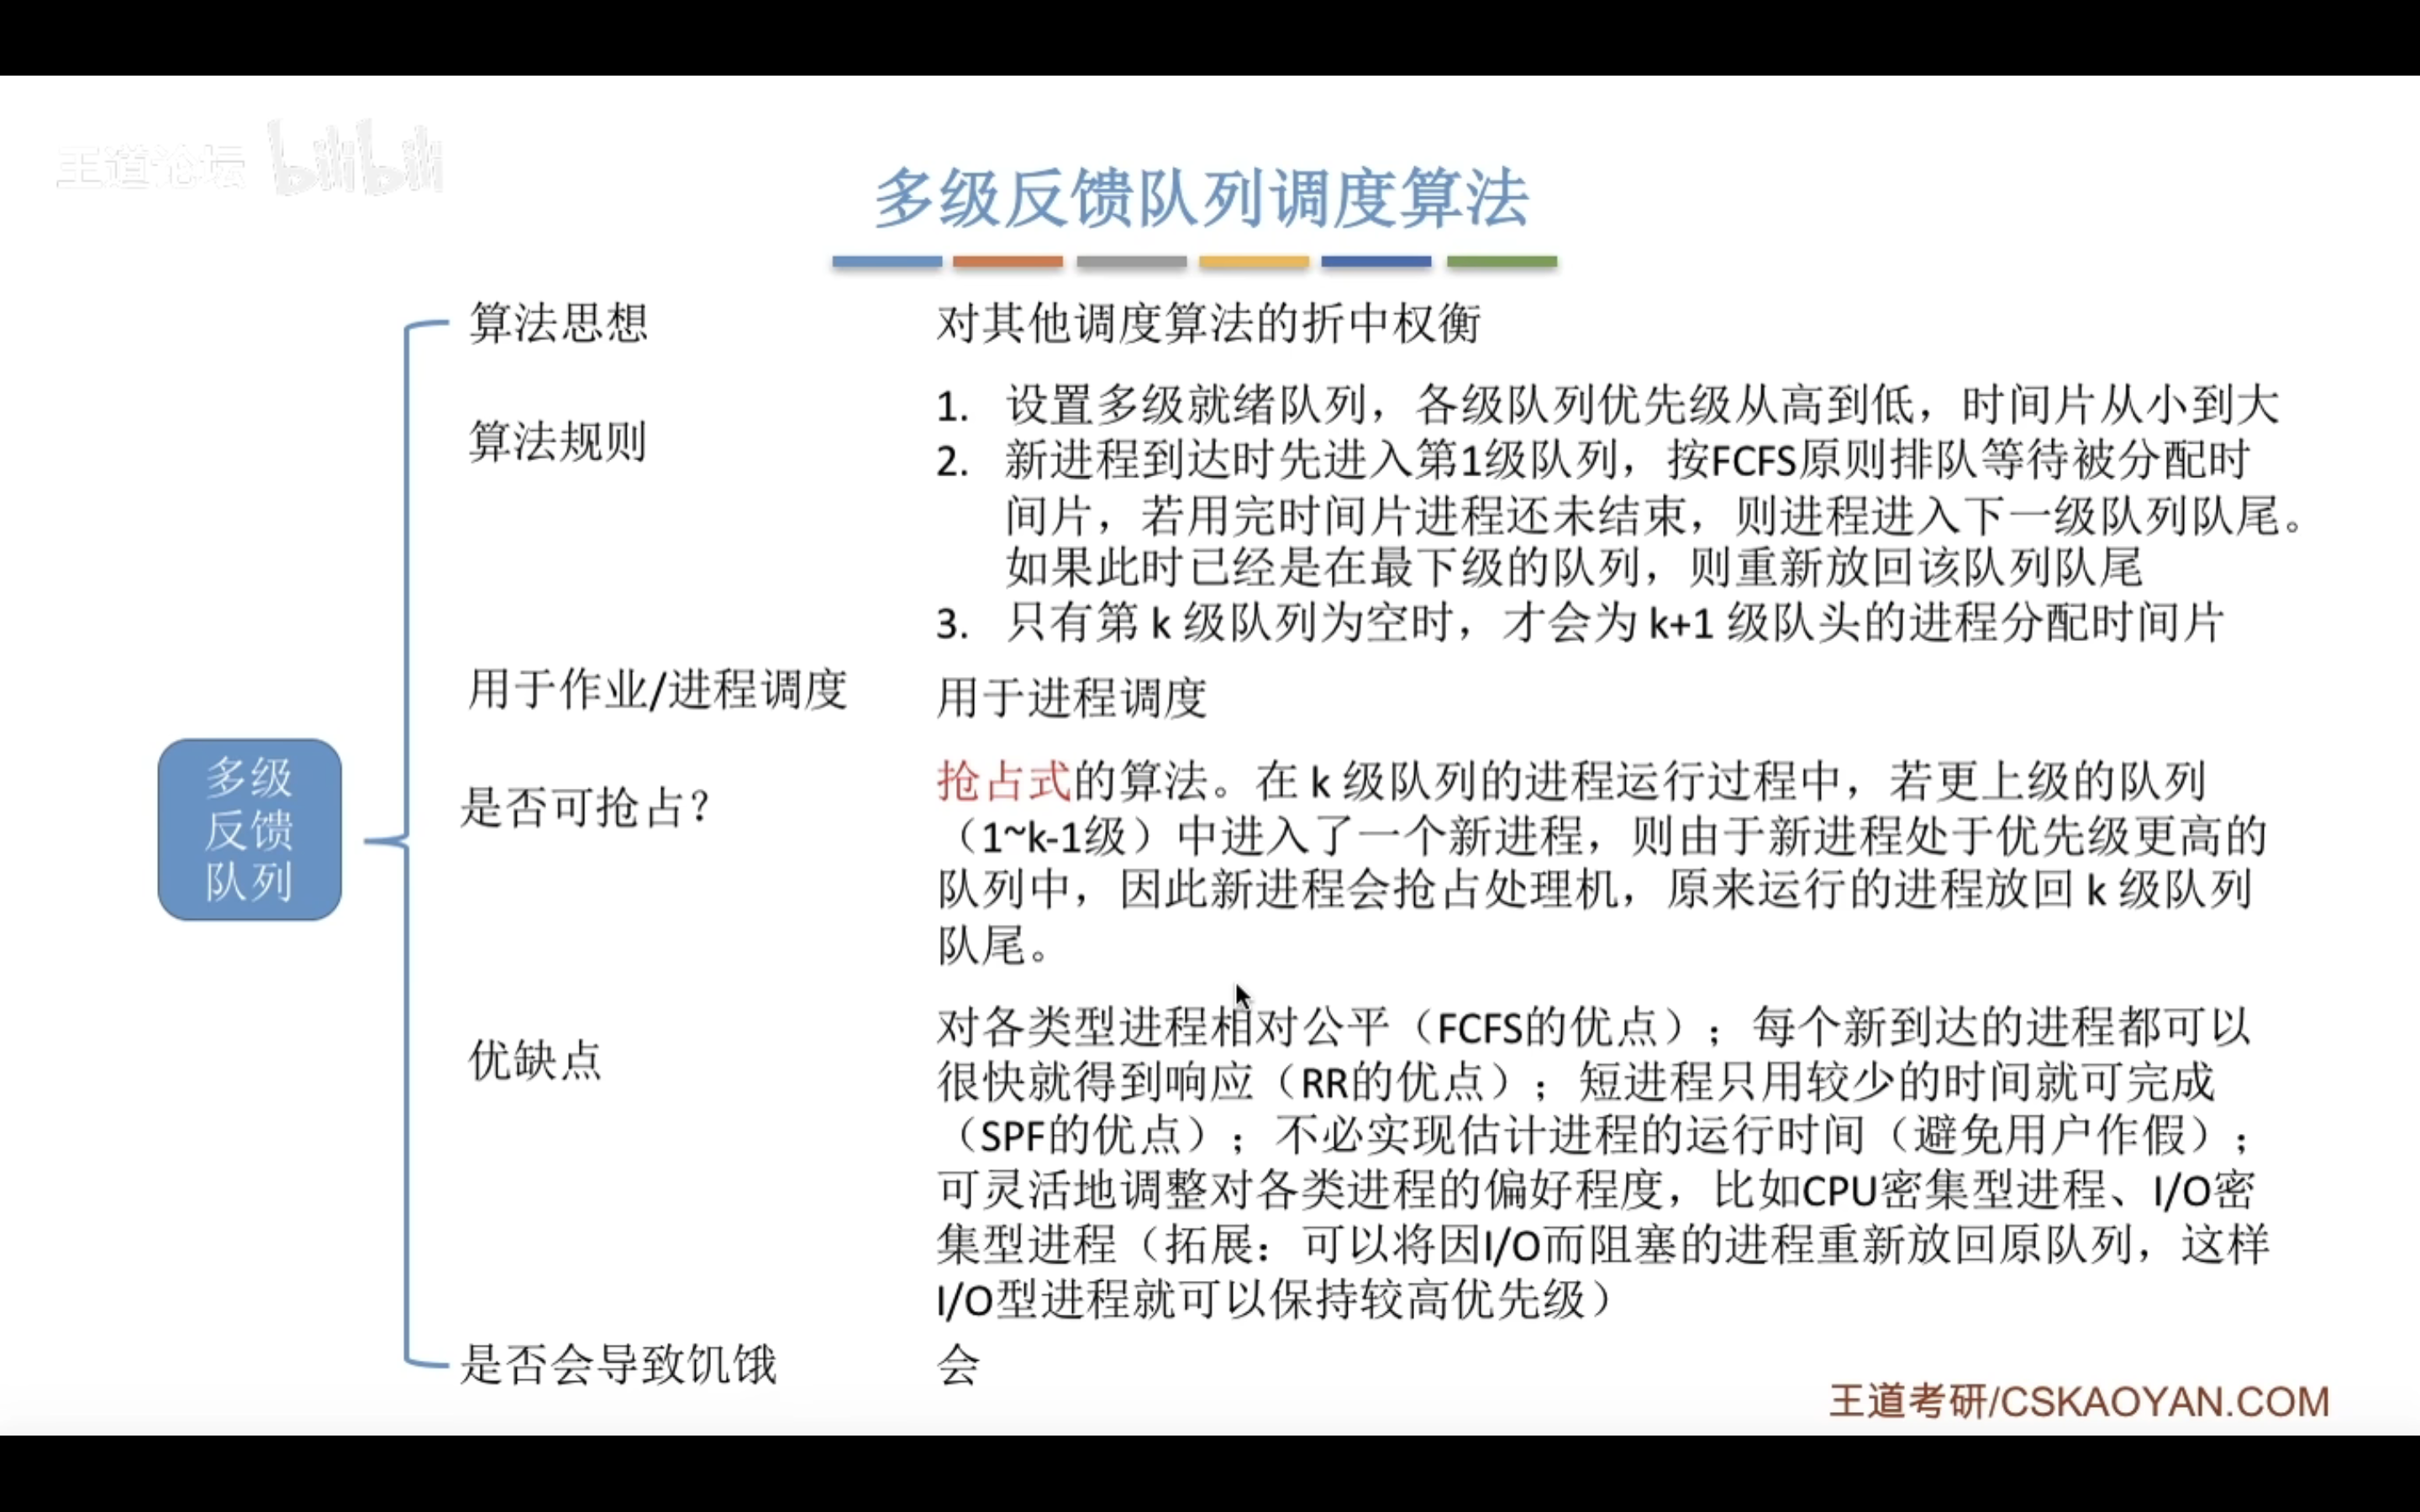 王道论坛 bilibili
多级反馈队列调度算法
算法思想
对其他调度算法的折中权衡
算法规则
1. 设置多级就绪队列，各级队列优先级从高到低，时间片从小到大
2. 新进程到达时先进入第1级队列，按FCFS原则排队等待被分配时
间片，若用完时间片进程还未结束，则进程进入下一级队列队尾。
如果此时已经是在最下级的队列，则重新放回该队列队尾
3. 只有第 k 级队列为空时，才会为 k+1 级队头的进程分配时间片
用于作业/进程调度
用于进程调度
多级
反馈
队列
是否可抢占？
抢占式的算法。在 k 级队列的进程运行过程中，若更上级的队列
（1~k-1级）中进入了一个新进程，则由于新进程处于优先级更高的
队列中，因此新进程会抢占处理机，原来运行的进程放回 k 级队列
队尾。
优缺点
对各类型进程相对公平（FCFS的优点）；每个新到达的进程都可以
很快就得到响应（RR的优点）；短进程只用较少的时间就可完成
（SPF的优点）；不必实现估计进程的运行时间（避免用户作假）；
可灵活地调整对各类进程的偏好程度，比如CPU密集型进程、I/O密
集型进程（拓展：可以将因I/O而阻塞的进程重新放回原队列，这样
I/O型进程就可以保持较高优先级）
是否会导致饥饿
会
王道考研/CSKAOYAN.COM